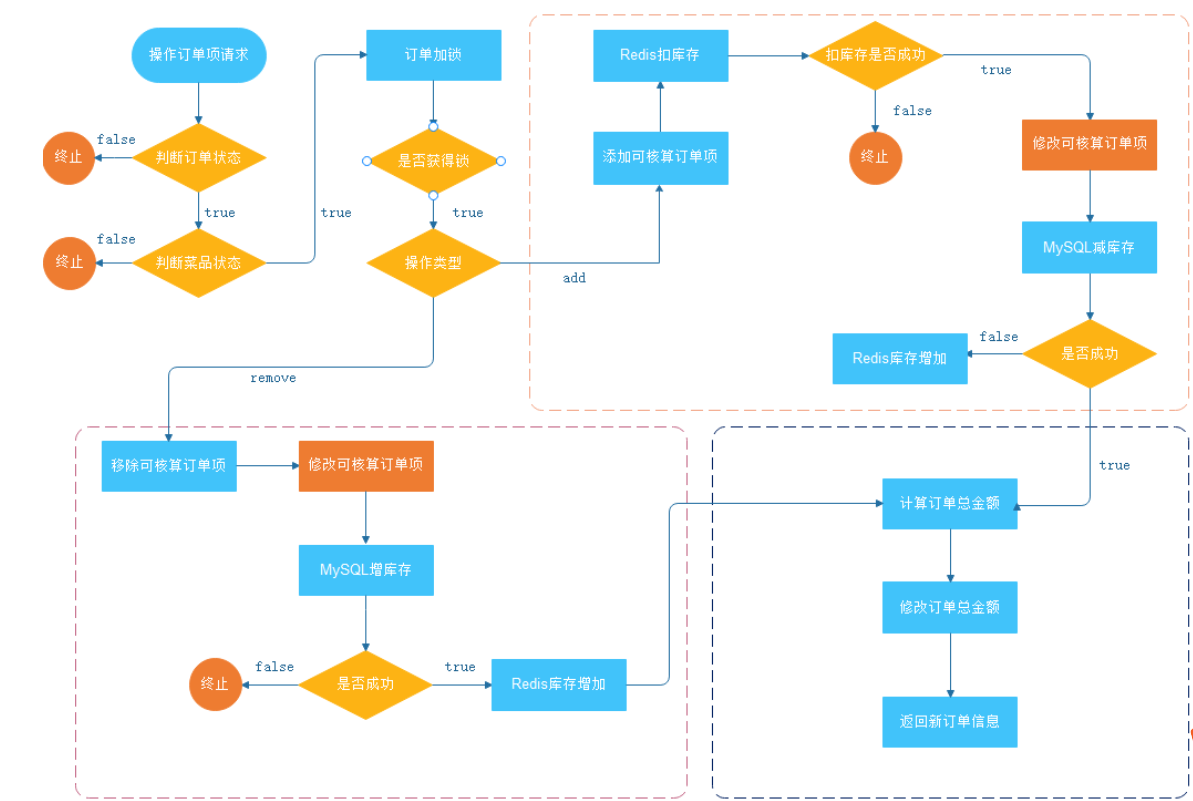 操作订单项请求
判断订单状态
false
终止
true
判断菜品状态
false
终止
true
订单加锁
是否获得锁
true
操作类型
add
remove
添加可核算订单项
Redis扣库存
扣库存是否成功
false
终止
true
修改可核算订单项
MySQL减库存
是否成功
false
Redis库存增加
true
移除可核算订单项
修改可核算订单项
MySQL增库存
是否成功
false
终止
true
Redis库存增加
计算订单总金额
修改订单总金额
返回新订单信息